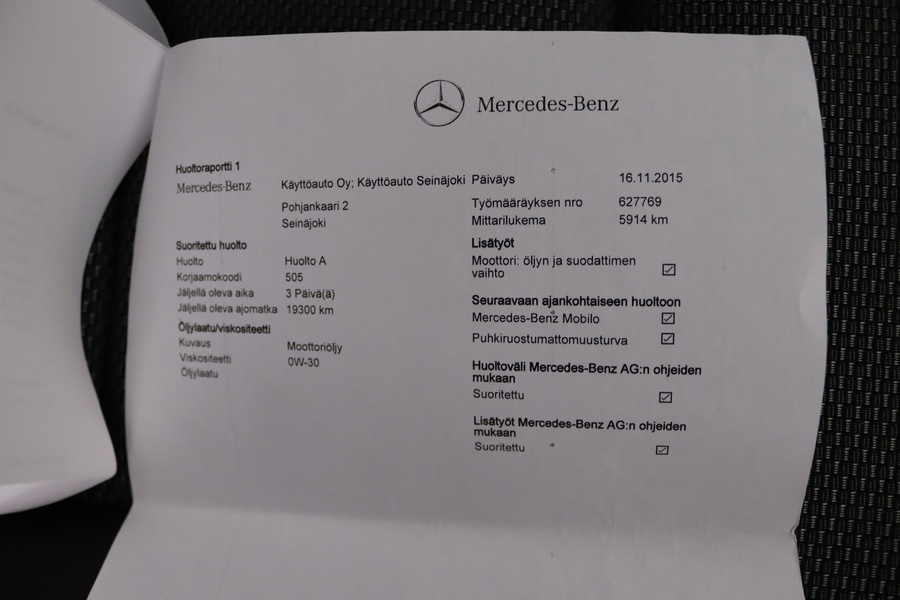 Mercedes-Benz
Huoltoraportti 1
Mercedes-Benz
Käyttöauto Oy; Käyttöauto Seinäjoki
Pohjankaari 2
Seinäjoki
Suoritettu huolto
Huolto Huolto A
Korjaamokoodi 505
Jäljellä oleva aika 3 Päivä(ä)
Jäljellä oleva ajomatka 19300 km
Öljylaatu/viskositeetti
Kuvaus Moottoriöljy
Viskositeetti 0W-30
Öljylaatu
Päiväys 16.11.2015
Työmääräyksen nro 627769
Mittarilukema 5914 km
Lisätyöt
Moottori: öljyn ja suodattimen
vaihto
Seuraavaan ajankohtaiseen huoltoon
Mercedes-Benz Mobilo
Puhkiruostumattomuusturva
Huoltoväli Mercedes-Benz AG:n ohjeiden
mukaan
Suoritettu
Lisätyöt Mercedes-Benz AG:n ohjeiden
mukaan
Suoritettu